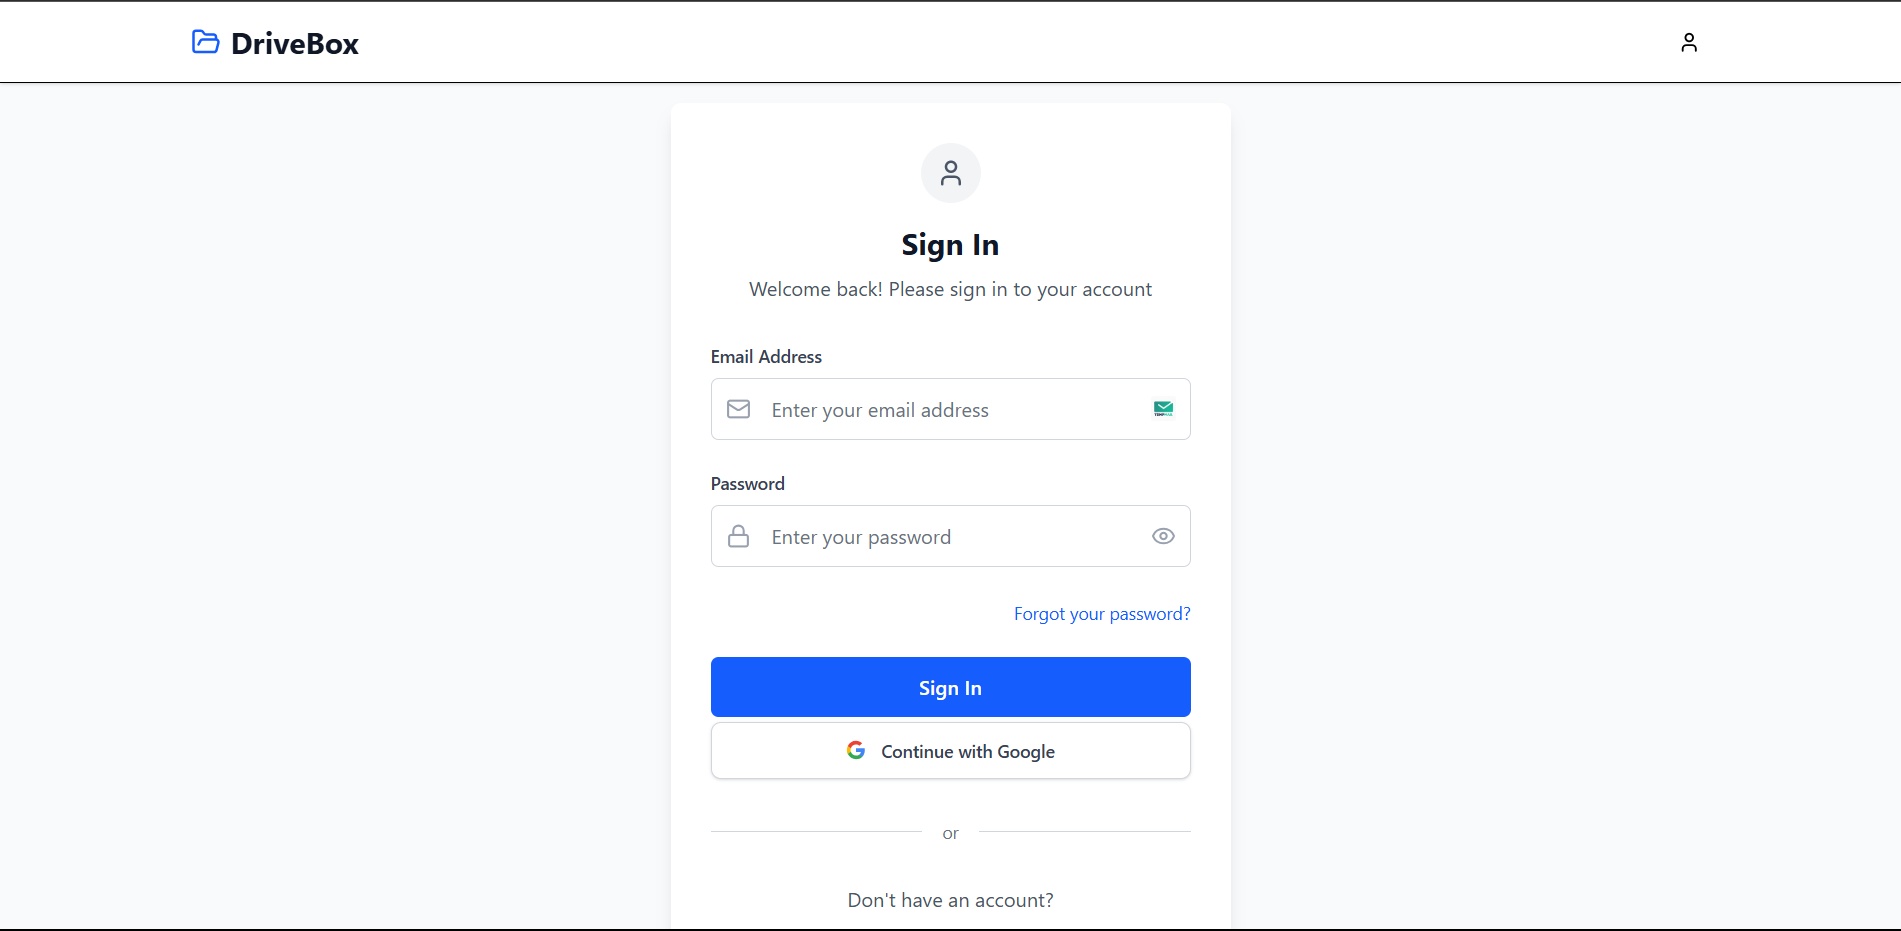 DriveBox
Sign In
Welcome back! Please sign in to your account
Email Address
Enter your email address
Password
Enter your password
Forgot your password?
Sign In
Continue with Google
or
Don't have an account?